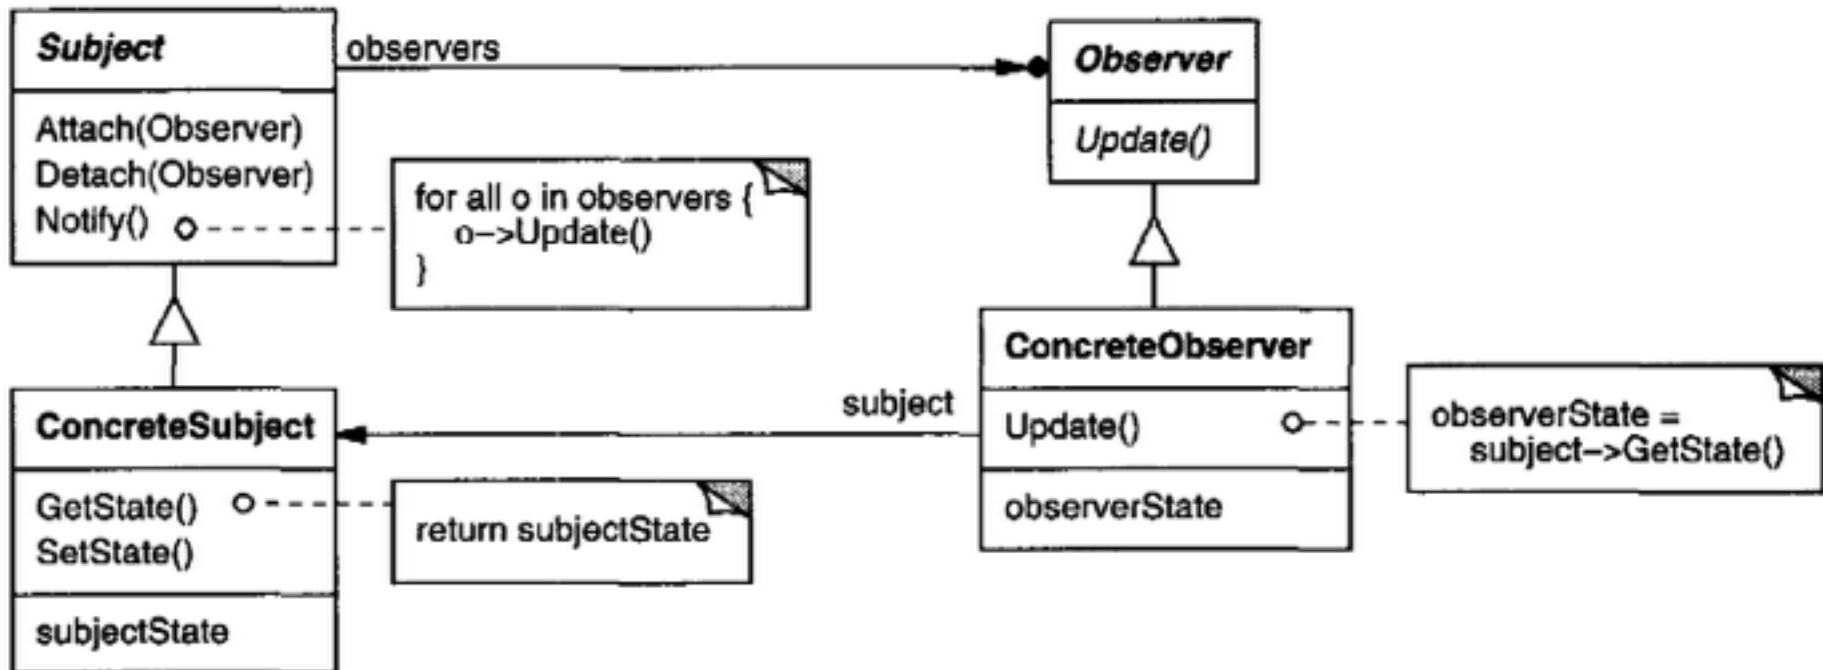 Subject
observers
Observer
Attach(Observer)
Detach(Observer)
Notify()
for all o in observers {
o->Update()
}
Update()
ConcreteSubject
subject
ConcreteObserver
GetState()
SetState()
return subjectState
Update()
observerState =
subject->GetState()
subjectState
observerState